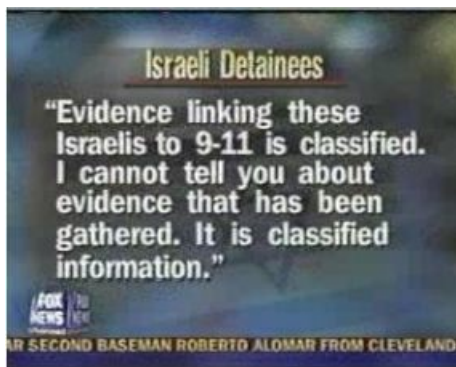 Israeli Detainees
“Evidence linking these
Israelis to 9-11 is classified.
I cannot tell you about
evidence that has been
gathered. It is classified
information.”
FOX
NEWS
AR SECOND BASEMAN ROBERTO ALOMAR FROM CLEVELAND